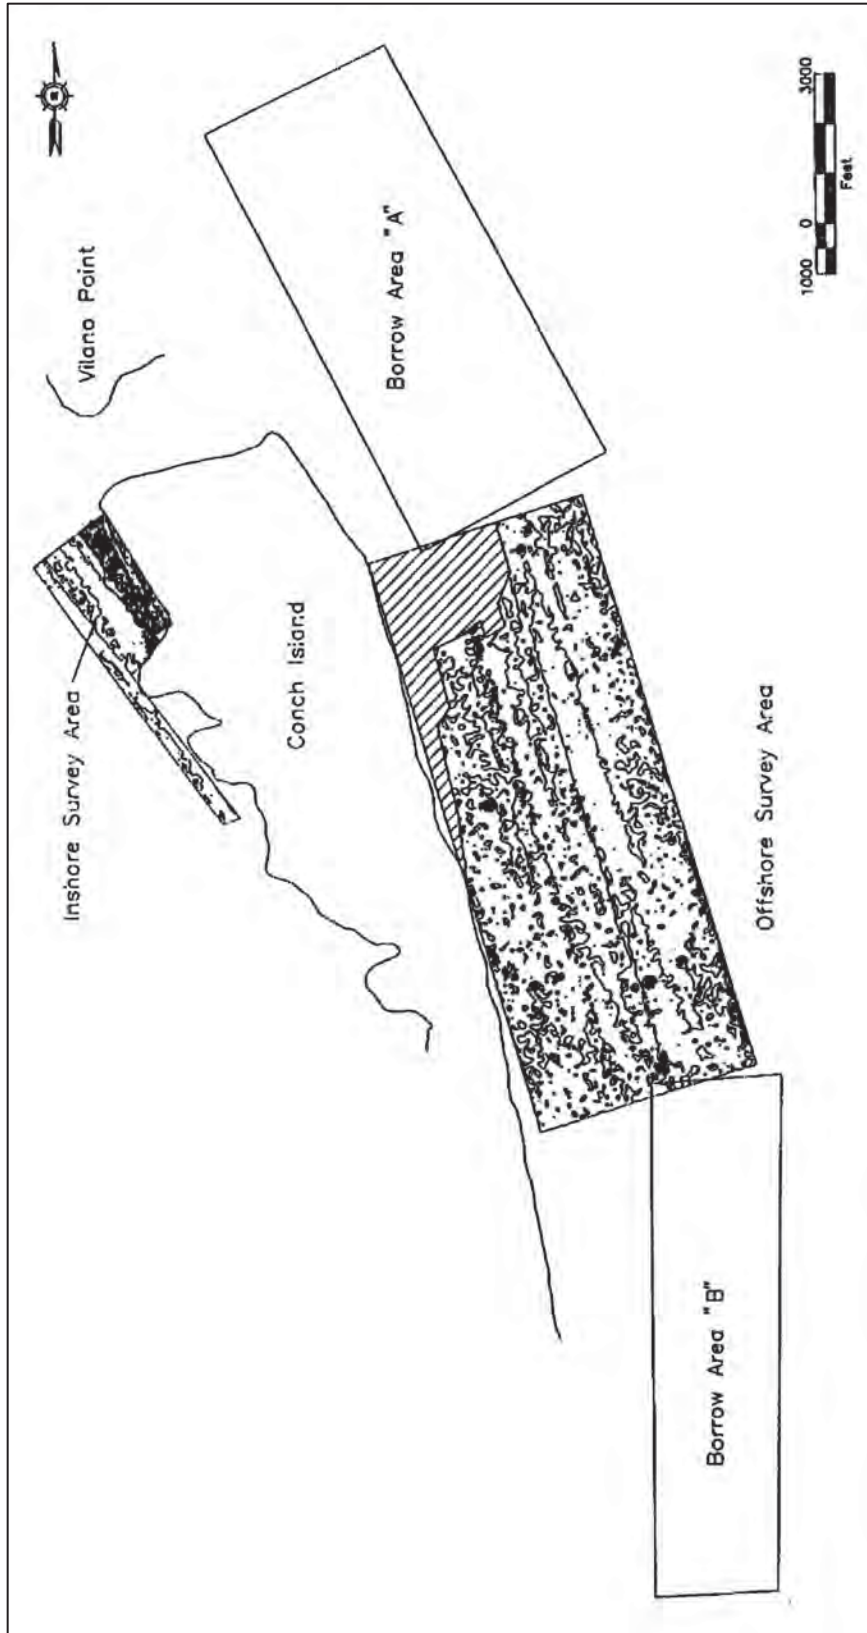 Vilano Point
Inshore Survey Area
Conch Island
Borrow Area "A"
Offshore Survey Area
Borrow Area "B"
1000 0 3000
Feet